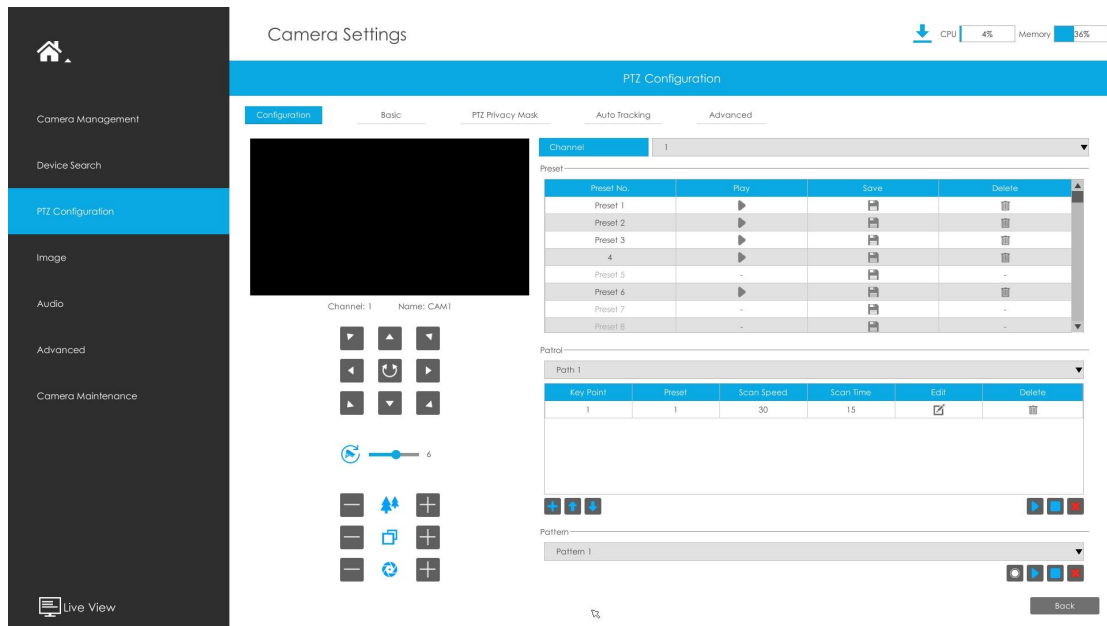 Camera Settings
CPU 4% Memory 36%
PTZ Configuration
Camera Management
Device Search
PTZ Configuration
Image
Audio
Advanced
Camera Maintenance
Live View
Configuration Basic PTZ Privacy Mask Auto Tracking Advanced
Channel: 1 Name: CAM1
6
Channel 1
Preset
Preset No. Play Save Delete
Preset 1
Preset 2
Preset 3
4
Preset 5 - -
Preset 6
Preset 7 - -
Preset 8 - -
Patrol
Path 1
Key Point Preset Scan Speed Scan Time Edit Delete
1 1 30 15
Pattern
Pattern 1
Back